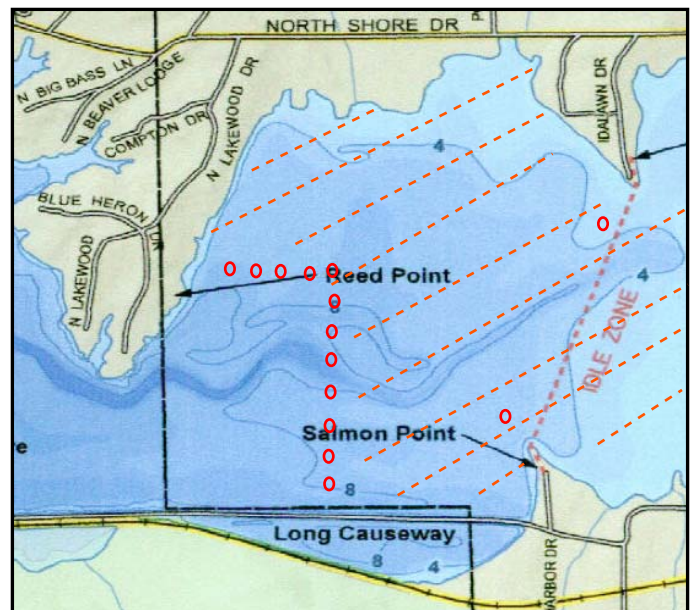 NORTH SHORE DR
N BIG BASS LN
N BEAVER LODGE
COMPTON DR
N LAKEWOOD DR
IDALAWN DR
4
BLUE HERON
N LAKEWOOD
Reed Point
8
4
IDLE ZONE
Salmon Point
e
8
Long Causeway
8
4
ARBOR DR